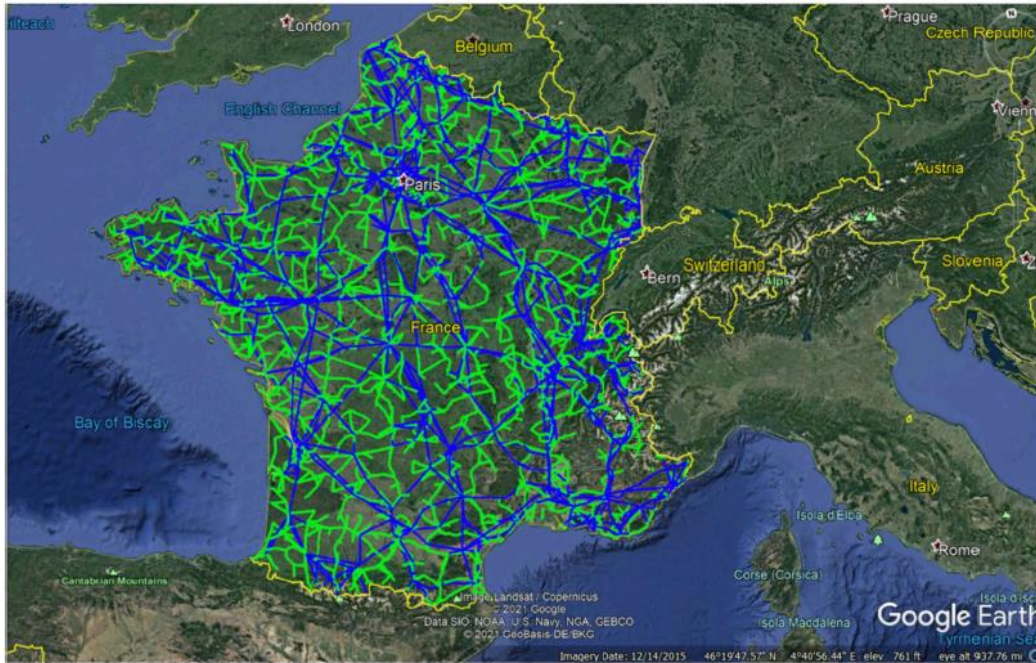 London
Prague
Belgium
Czech Republic
English Channel
Vienn
Paris
Austria
Switzerland
Slovenia
Bern
Alps
France
Bay of Biscay
Italy
Isola d'Elba
Rome
Cantabrian Mountains
Corse (Corsica)
Image Landsat / Copernicus
© 2021 Google
Data SIO, NOAA, U.S. Navy, NGA, GEBCO
© 2021 GeoBasis-DE/BKG
Isola Maddalena
Google Earth
Tyrrhenian Sea
Imagery Date: 12/14/2015 46°19'47.57" N 4°40'56.44" E elev 761 ft eye alt 937.76 mi